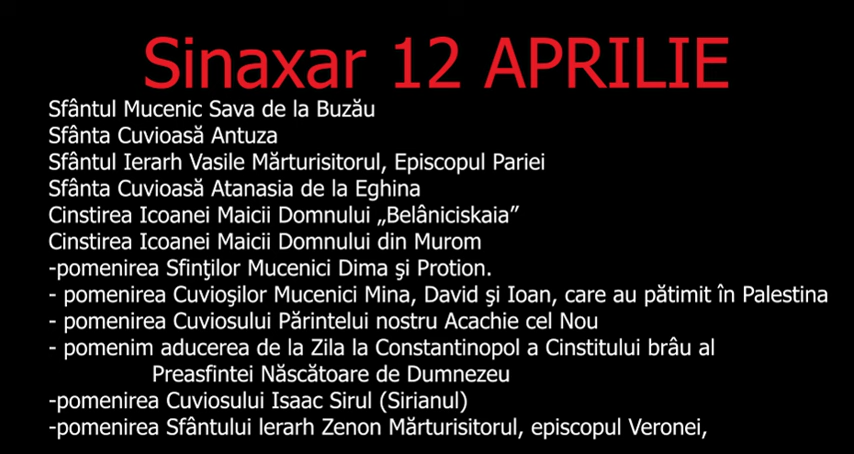 Sinaxar 12 APRILIE
Sfântul Mucenic Sava de la Buzău
Sfânta Cuvioasă Antuza
Sfântul Ierarh Vasile Mărturisitorul, Episcopul Pariei
Sfânta Cuvioasă Atanasia de la Eghina
Cinstirea Icoanei Maicii Domnului „Belâniciskaia”
Cinstirea Icoanei Maicii Domnului din Murom
-pomenirea Sfinţilor Mucenici Dima şi Protion.
- pomenirea Cuvioşilor Mucenici Mina, David şi Ioan, care au pătimit în Palestina
- pomenirea Cuviosului Părintelui nostru Acachie cel Nou
- pomenim aducerea de la Zila la Constantinopol a Cinstitului brâu al
Preasfintei Născătoare de Dumnezeu
-pomenirea Cuviosului Isaac Sirul (Sirianul)
-pomenirea Sfântului Ierarh Zenon Mărturisitorul, episcopul Veronei,